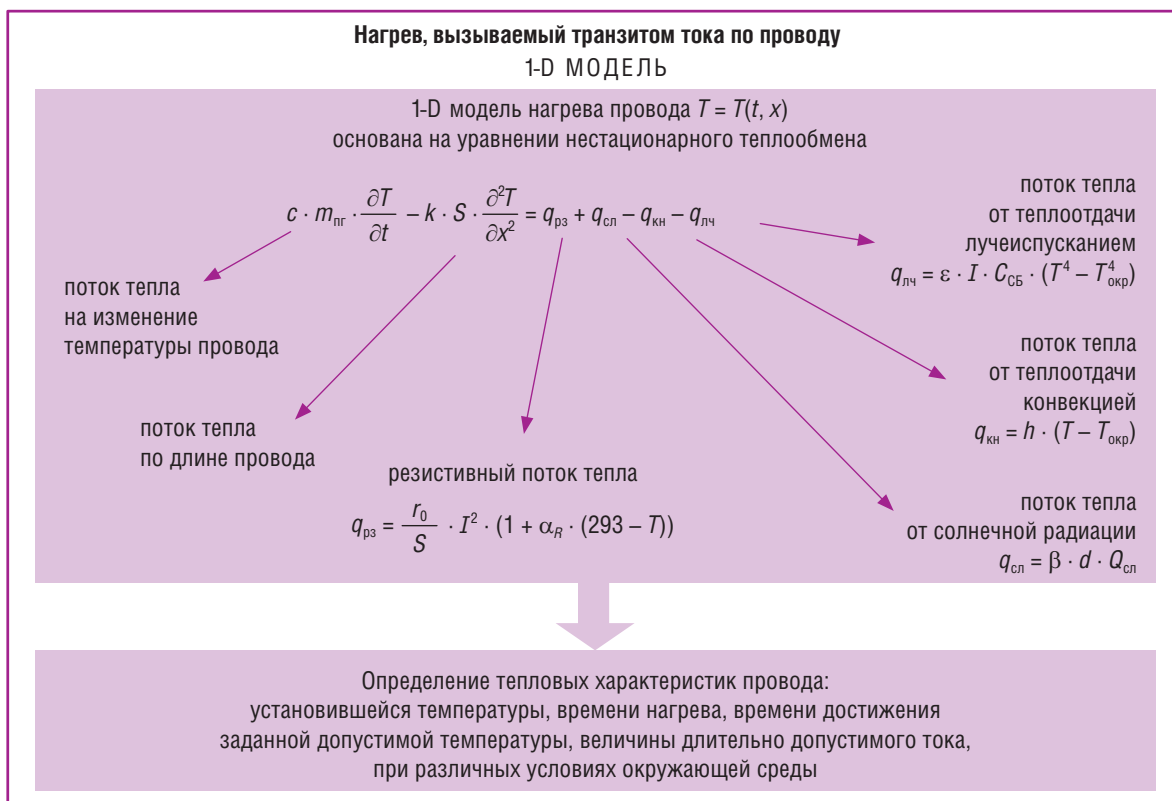 Нагрев, вызываемый транзитом тока по проводу
1-D МОДЕЛЬ
1-D модель нагрева провода T = T(t, x)
основана на уравнении нестационарного теплообмена
c · m_пг · ∂T/∂t – k · S · ∂²T/∂x² = q_рз + q_сл – q_кн – q_лч
поток тепла
на изменение
температуры провода
поток тепла
по длине провода
резистивный поток тепла
q_рз = r₀/S · I² · (1 + α_R · (293 – T))
поток тепла
от теплоотдачи
лучеиспусканием
q_лч = ε · I · C_СБ · (T⁴ – T⁴_окр)
поток тепла
от теплоотдачи
конвекцией
q_кн = h · (T – T_окр)
поток тепла
от солнечной радиации
q_сл = β · d · Q_сл
Определение тепловых характеристик провода:
установившейся температуры, времени нагрева, времени достижения
заданной допустимой температуры, величины длительно допустимого тока,
при различных условиях окружающей среды